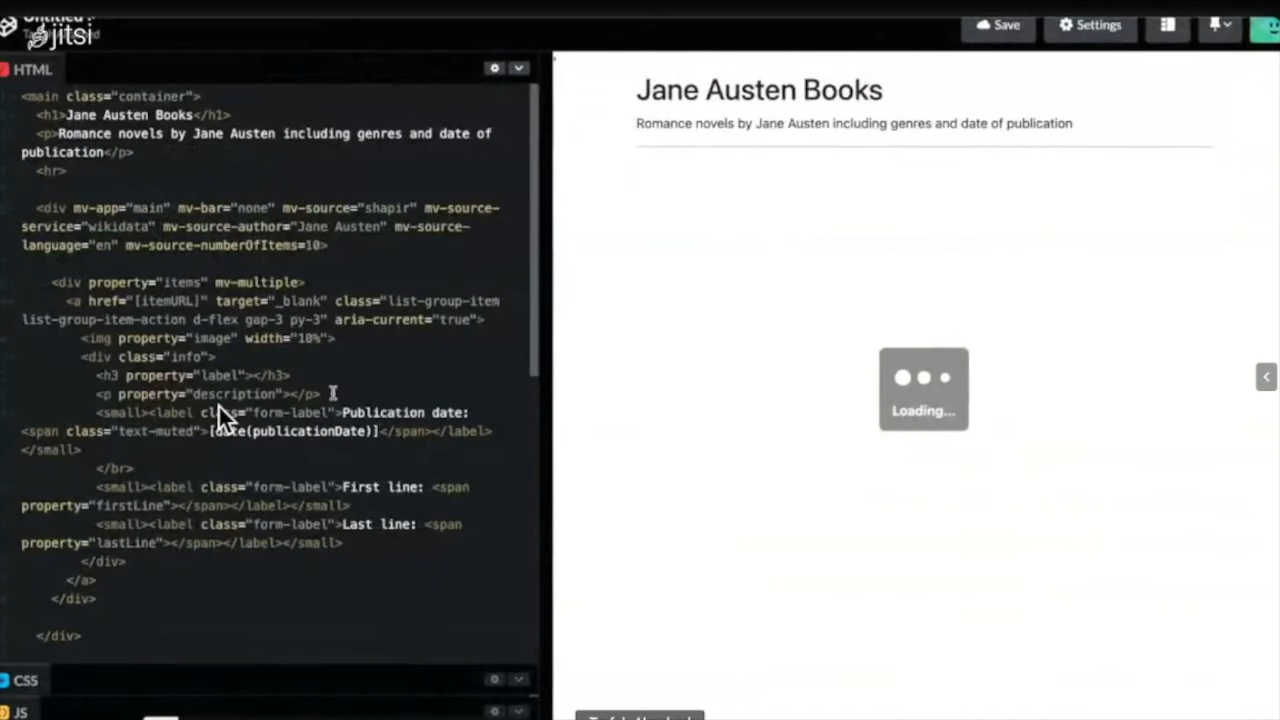 Untitled
jitsi
Save
Settings
HTML
<main class="container">
<h1>Jane Austen Books</h1>
<p>Romance novels by Jane Austen including genres and date of
publication</p>
<hr>
<div mv-app="main" mv-bar="none" mv-source="shapir" mv-source-
service="wikidata" mv-source-author="Jane Austen" mv-source-
language="en" mv-source-numberOfItems=10>
<div property="items" mv-multiple>
<a href="[itemURL]" target="_blank" class="list-group-item
list-group-item-action d-flex gap-3 py-3" aria-current="true">
<img property="image" width="10%">
<div class="info">
<h3 property="label"></h3>
<p property="description"></p>
<small><label class="form-label">Publication date:
<span class="text-muted">[date(publicationDate)]</span></label>
</small>
</br>
<small><label class="form-label">First line: <span
property="firstLine"></span></label></small>
<small><label class="form-label">Last line: <span
property="lastLine"></span></label></small>
</div>
</a>
</div>
</div>
CSS
JS
Jane Austen Books
Romance novels by Jane Austen including genres and date of publication
Loading...